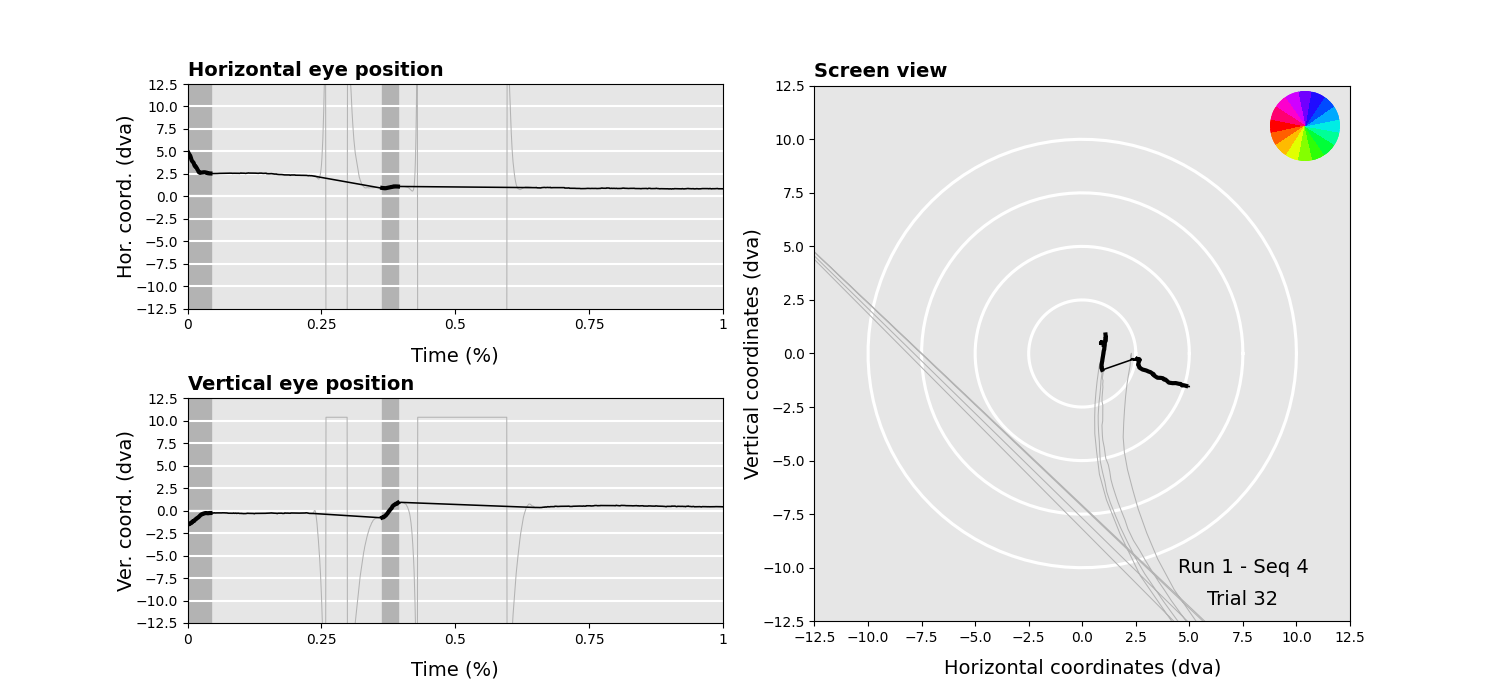 Horizontal eye position
Hor. coord. (dva)
12.5
10.0
7.5
5.0
2.5
0.0
−2.5
−5.0
−7.5
−10.0
−12.5
0 0.25 0.5 0.75 1
Time (%)
Vertical eye position
Ver. coord. (dva)
12.5
10.0
7.5
5.0
2.5
0.0
−2.5
−5.0
−7.5
−10.0
−12.5
0 0.25 0.5 0.75 1
Time (%)
Screen view
Vertical coordinates (dva)
12.5
10.0
7.5
5.0
2.5
0.0
−2.5
−5.0
−7.5
−10.0
−12.5
−12.5 −10.0 −7.5 −5.0 −2.5 0.0 2.5 5.0 7.5 10.0 12.5
Horizontal coordinates (dva)
Run 1 - Seq 4
Trial 32